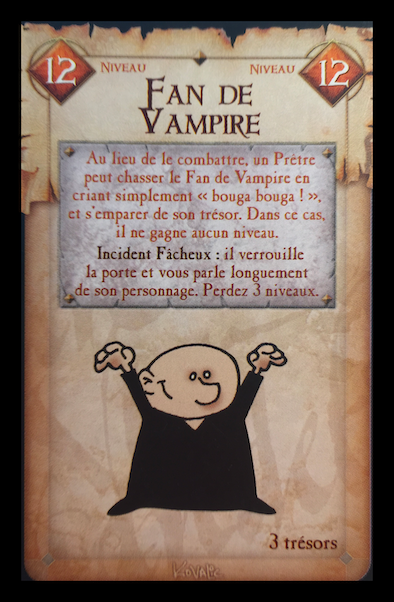 12 Niveau Niveau 12
Fan de
Vampire
Au lieu de le combattre, un Prêtre
peut chasser le Fan de Vampire en
criant simplement « bouga bouga ! »,
et s'emparer de son trésor. Dans ce cas,
il ne gagne aucun niveau.
Incident Fâcheux : il verrouille
la porte et vous parle longuement
de son personnage. Perdez 3 niveaux.
3 trésors
Kovalic